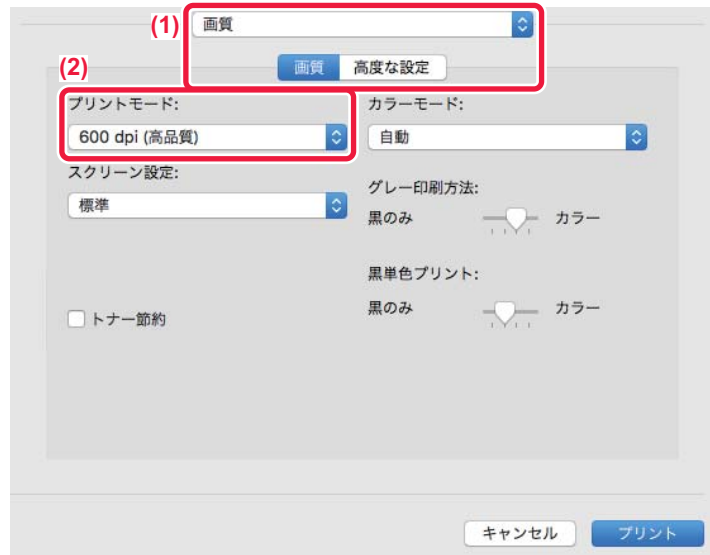 (1)
画質
(2)
画質 高度な設定
プリントモード:
600 dpi (高品質)
スクリーン設定:
標準
トナー節約
カラーモード:
自動
グレー印刷方法:
黒のみ カラー
黒単色プリント:
黒のみ カラー
キャンセル プリント